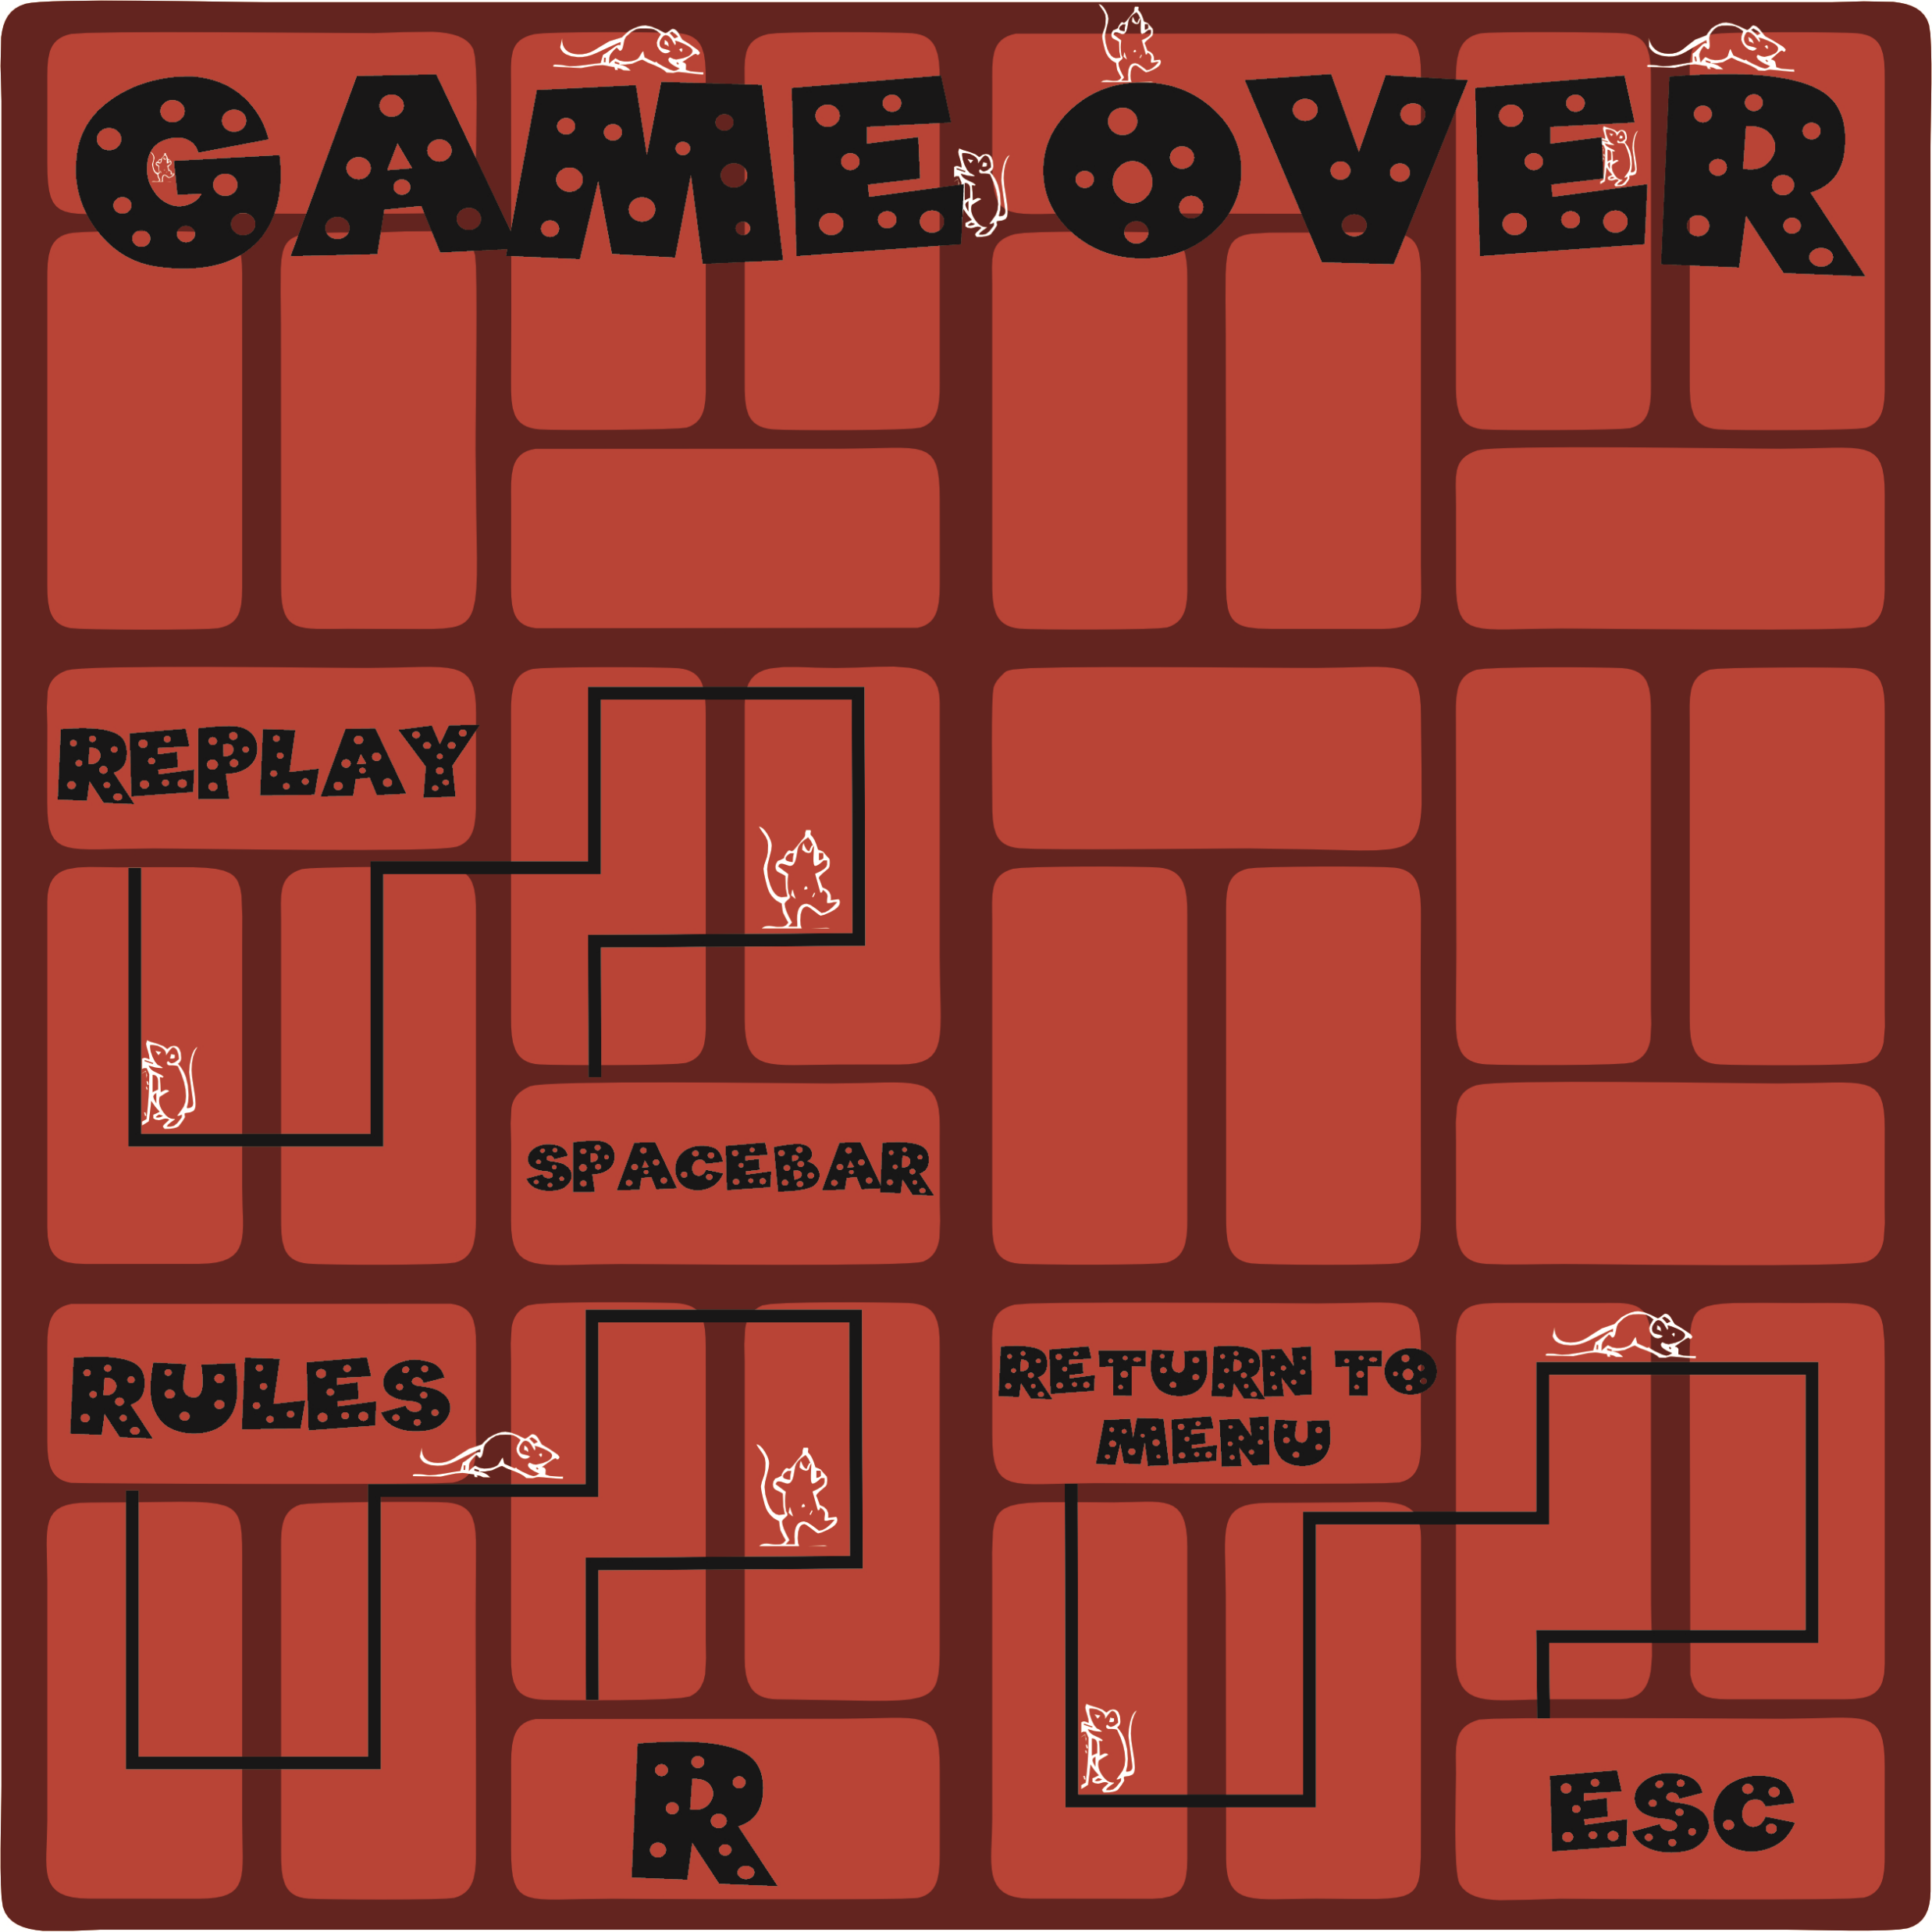 GAME OVER
REPLAY
SPACEBAR
RULES
R
RETURN TO
MENU
ESC